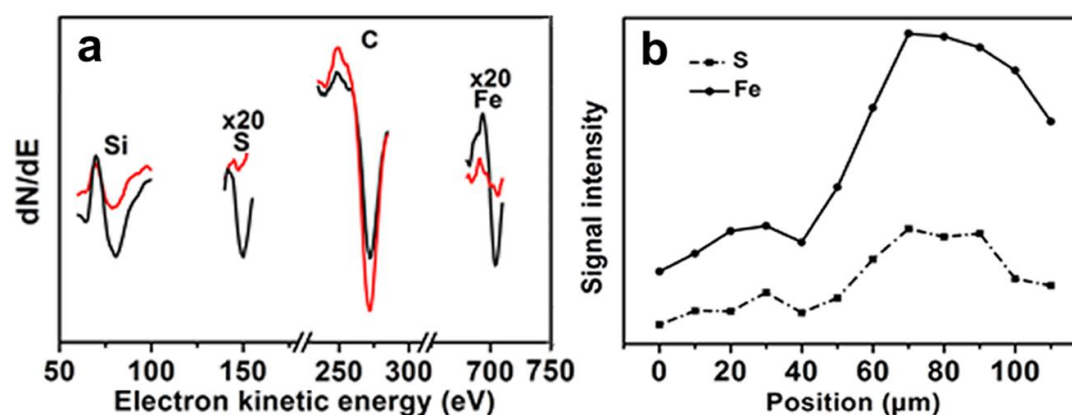 a
Si
x20
S
C
x20
Fe
dN/dE
50 100 150 250 300 700 750
Electron kinetic energy (eV)
b
S
Fe
Signal intensity
0 20 40 60 80 100
Position (µm)